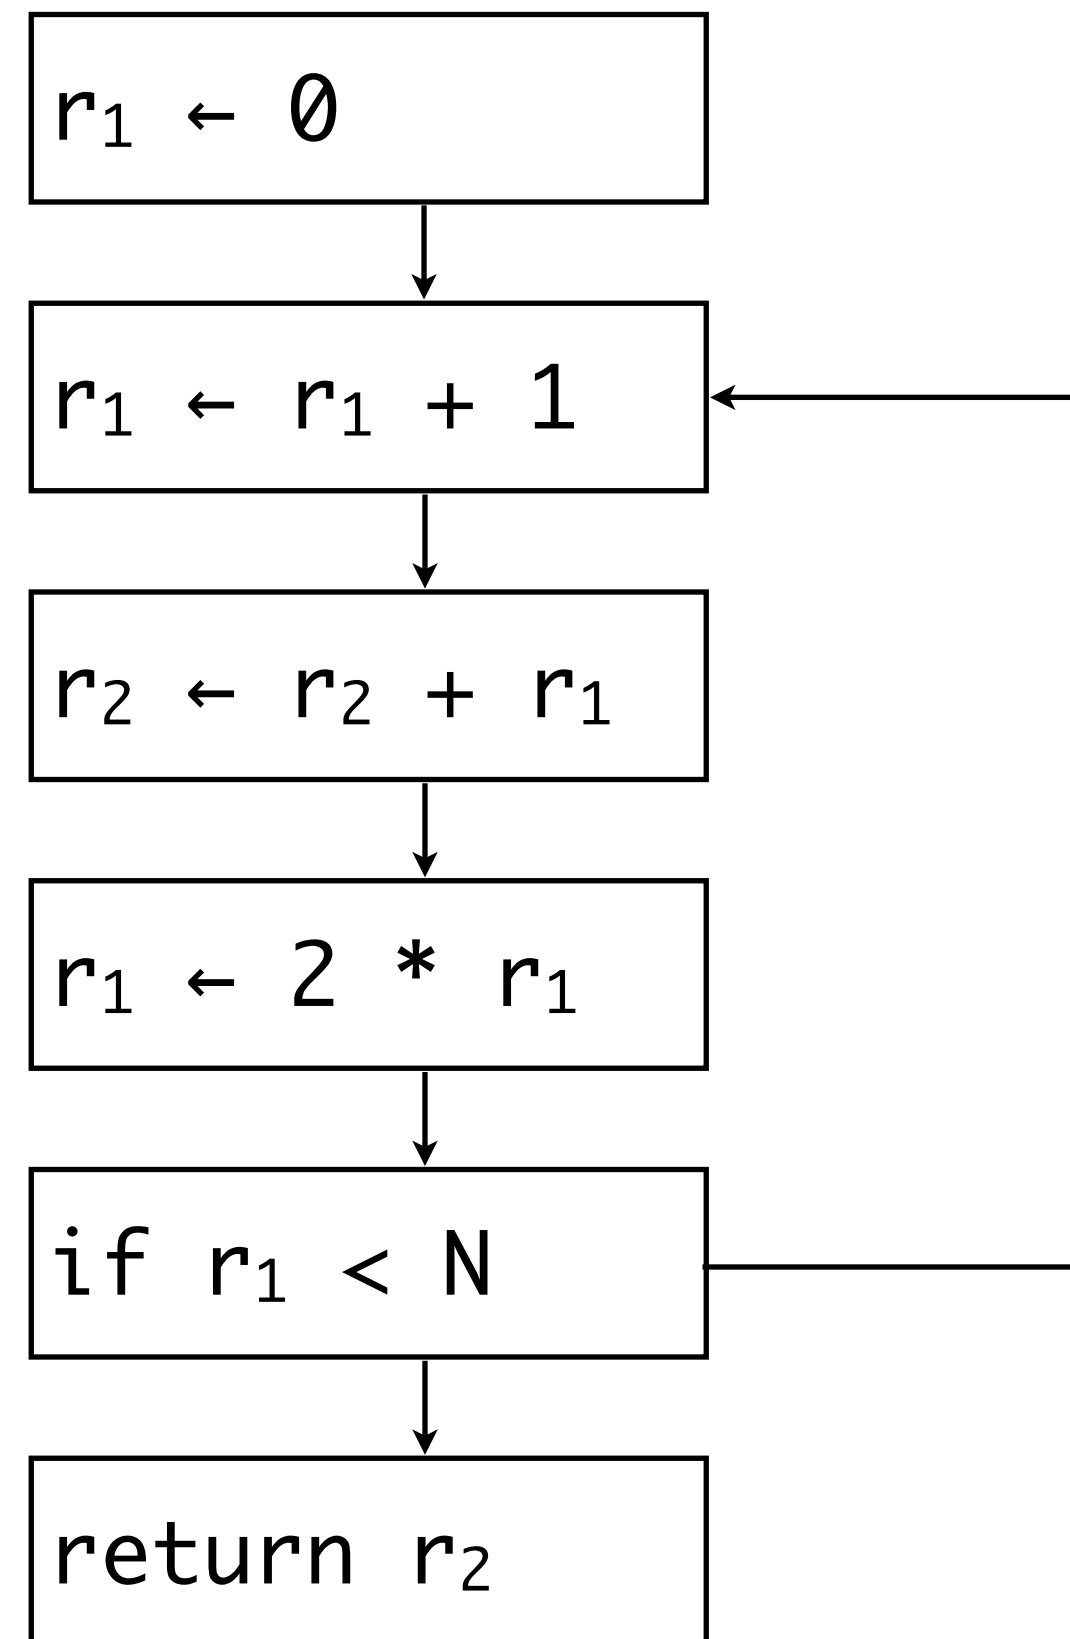 r₁ ← 0
r₁ ← r₁ + 1
r₂ ← r₂ + r₁
r₁ ← 2 * r₁
if r₁ < N
return r₂